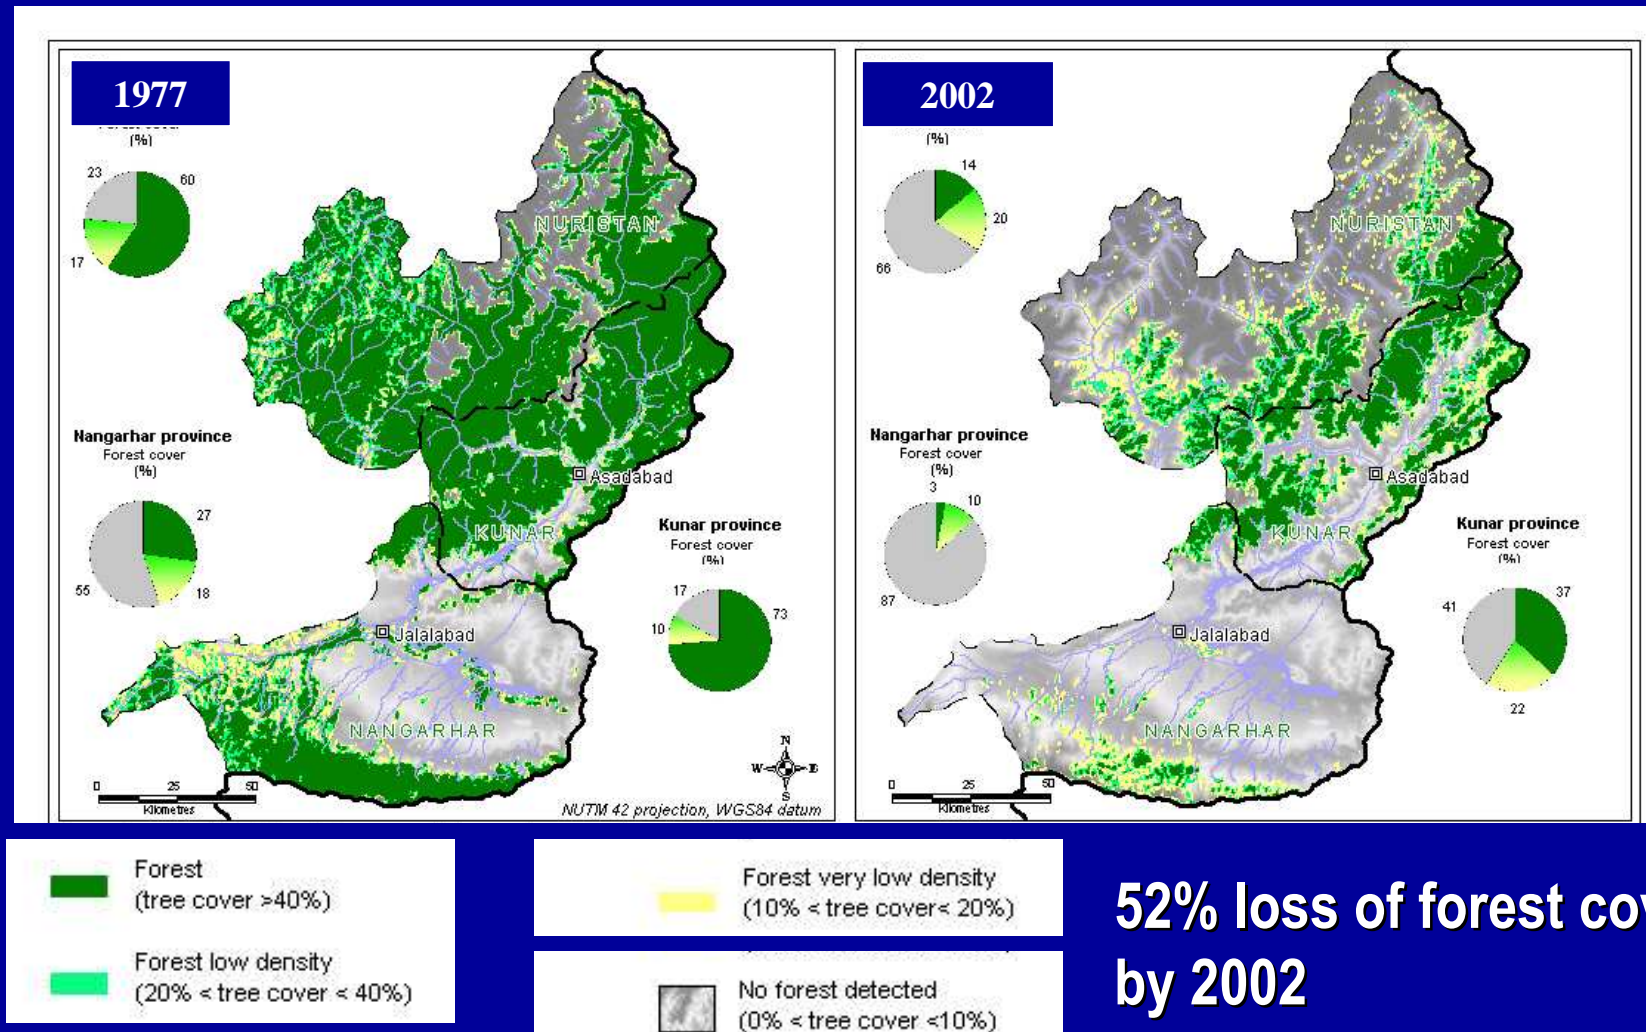 1977
(%)
23
60
17
NURISTAN
Nangarhar province
Forest cover
(%)
27
55
18
Asadabad
KUNAR
Kunar province
Forest cover
(%)
17
73
10
Jalalabad
NANGARHAR
N
W E
S
0 25 50
Kilometres
NUTM 42 projection, WGS84 datum
2002
(%)
14
20
66
NURISTAN
Nangarhar province
Forest cover
(%)
3
10
87
Asadabad
KUNAR
Kunar province
Forest cover
(%)
41
37
22
Jalalabad
NANGARHAR
0 25 50
Kilometres
Forest
(tree cover >40%)
Forest low density
(20% < tree cover < 40%)
Forest very low density
(10% < tree cover< 20%)
No forest detected
(0% < tree cover <10%)
52% loss of forest cov
by 2002